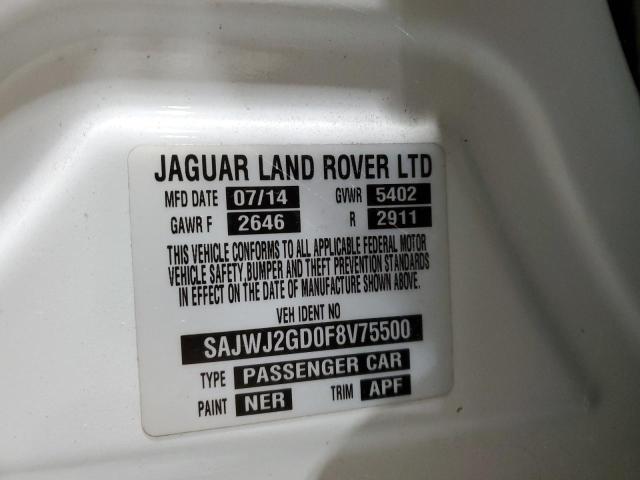 JAGUAR LAND ROVER LTD
MFD DATE 07/14 GVWR 5402
GAWR F 2646 R 2911
THIS VEHICLE CONFORMS TO ALL APPLICABLE FEDERAL MOTOR
VEHICLE SAFETY, BUMPER AND THEFT PREVENTION STANDARDS
IN EFFECT ON THE DATE OF MANUFACTURE SHOWN ABOVE.
VEH IDENT NO
SAJWJ2GD0F8V75500
TYPE PASSENGER CAR
PAINT NER TRIM APF